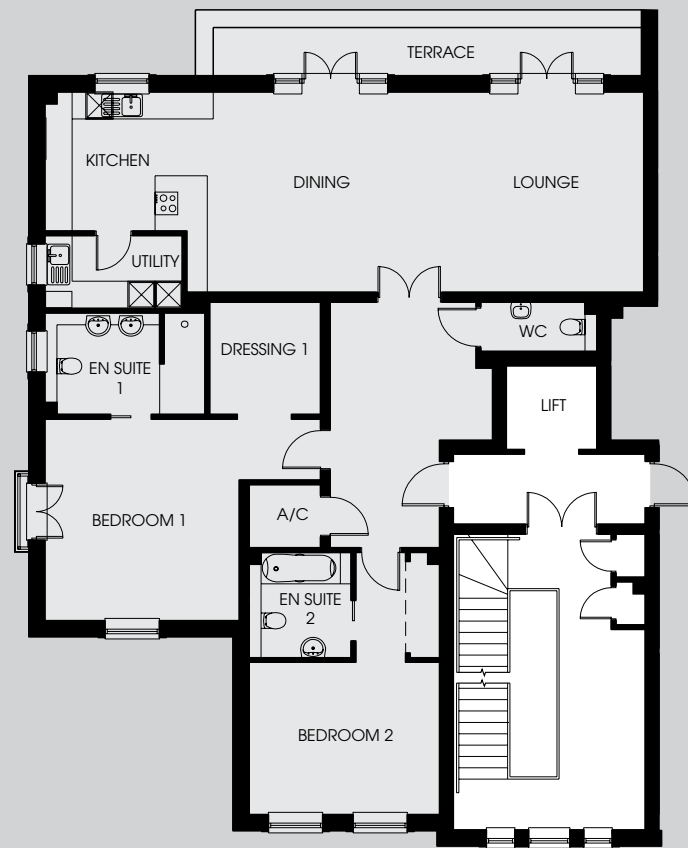 TERRACE
KITCHEN
DINING
LOUNGE
UTILITY
WC
DRESSING 1
EN SUITE
1
LIFT
BEDROOM 1
A/C
EN SUITE
2
BEDROOM 2